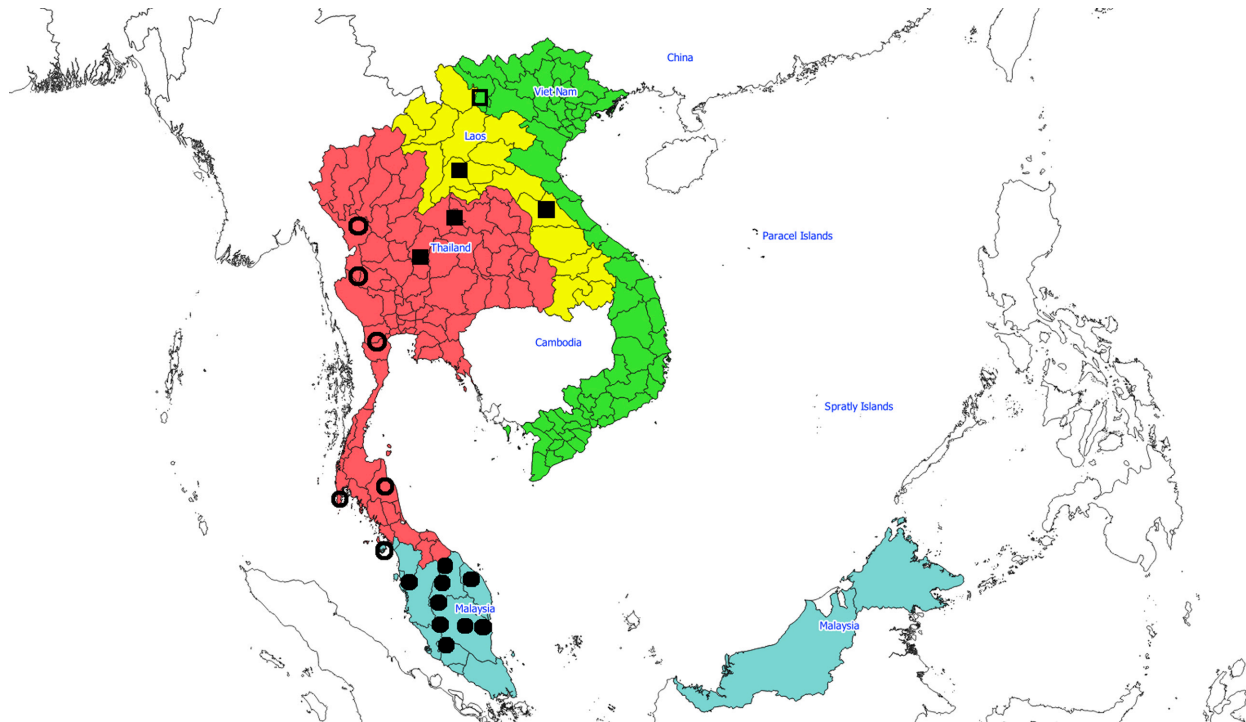 China
Viet Nam
Laos
Paracel Islands
Thailand
Cambodia
Spratly Islands
Malaysia
Malaysia